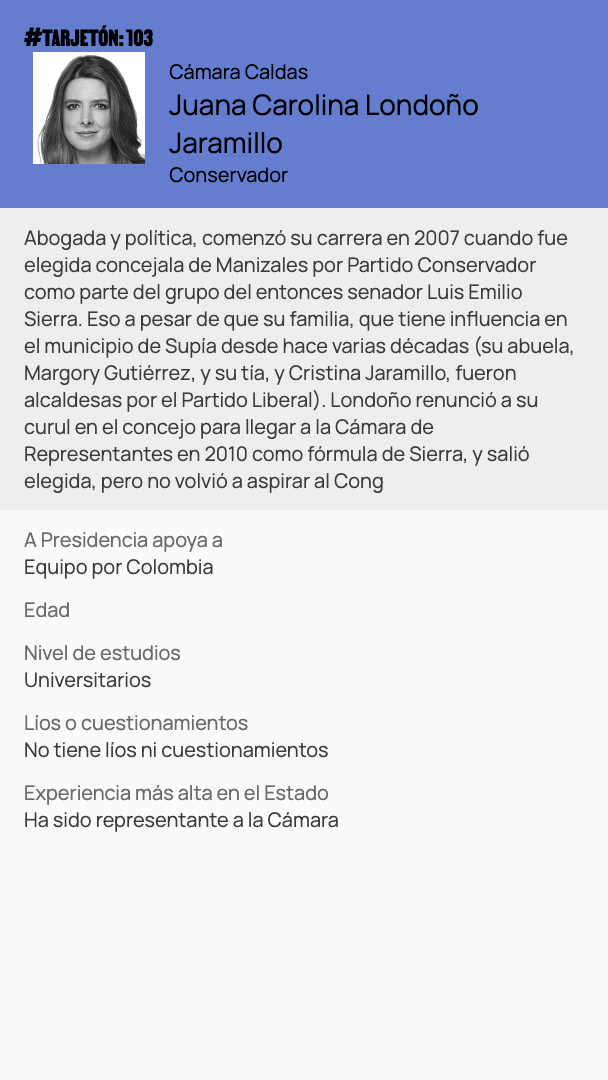 #TARJETÓN: 103
Cámara Caldas
Juana Carolina Londoño
Jaramillo
Conservador
Abogada y política, comenzó su carrera en 2007 cuando fue
elegida concejala de Manizales por Partido Conservador
como parte del grupo del entonces senador Luis Emilio
Sierra. Eso a pesar de que su familia, que tiene influencia en
el municipio de Supía desde hace varias décadas (su abuela,
Margory Gutiérrez, y su tía, y Cristina Jaramillo, fueron
alcaldesas por el Partido Liberal). Londoño renunció a su
curul en el concejo para llegar a la Cámara de
Representantes en 2010 como fórmula de Sierra, y salió
elegida, pero no volvió a aspirar al Cong
A Presidencia apoya a
Equipo por Colombia
Edad
Nivel de estudios
Universitarios
Líos o cuestionamientos
No tiene líos ni cuestionamientos
Experiencia más alta en el Estado
Ha sido representante a la Cámara